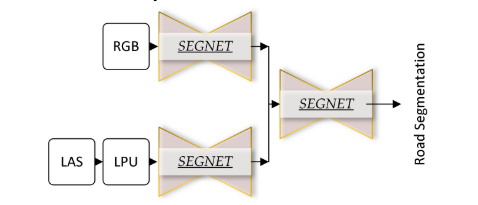 RGB
SEGNET
SEGNET
LAS
LPU
SEGNET
Road Segmentation